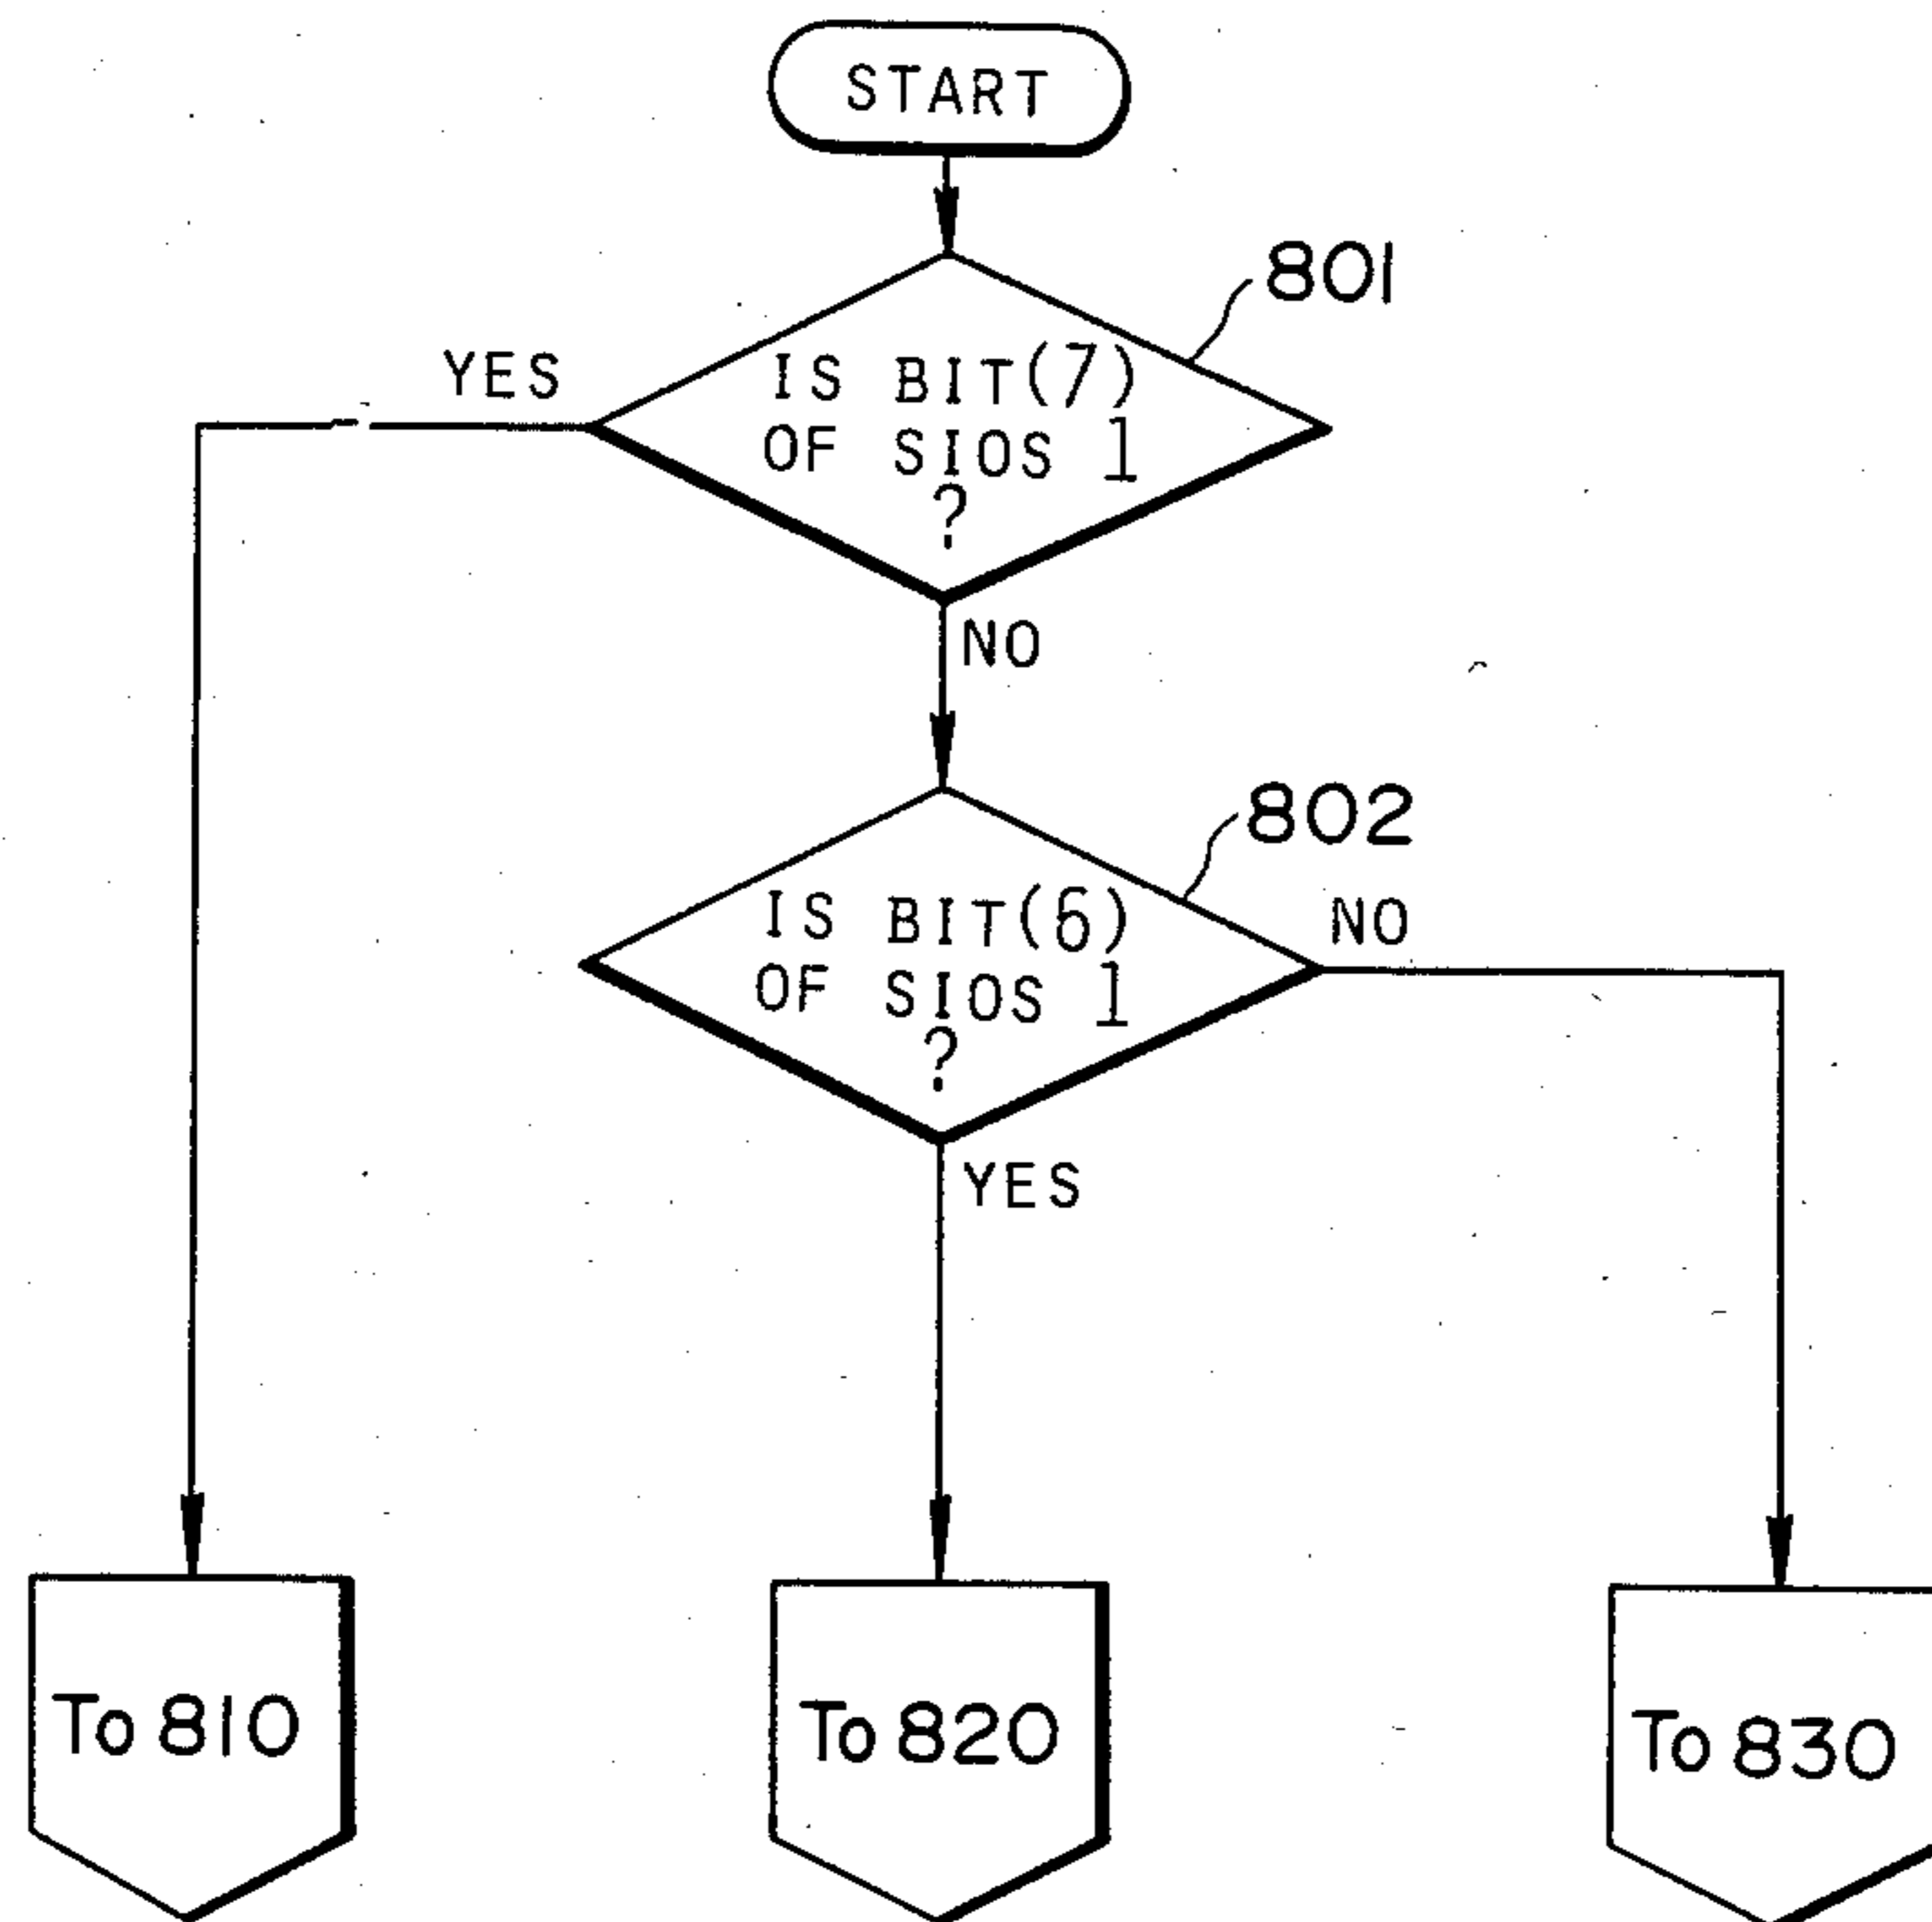 START
801
YES
IS BIT(7)
OF SIOS 1
?
NO
802
IS BIT(6)
OF SIOS 1
?
NO
YES
To 810
To 820
To 830